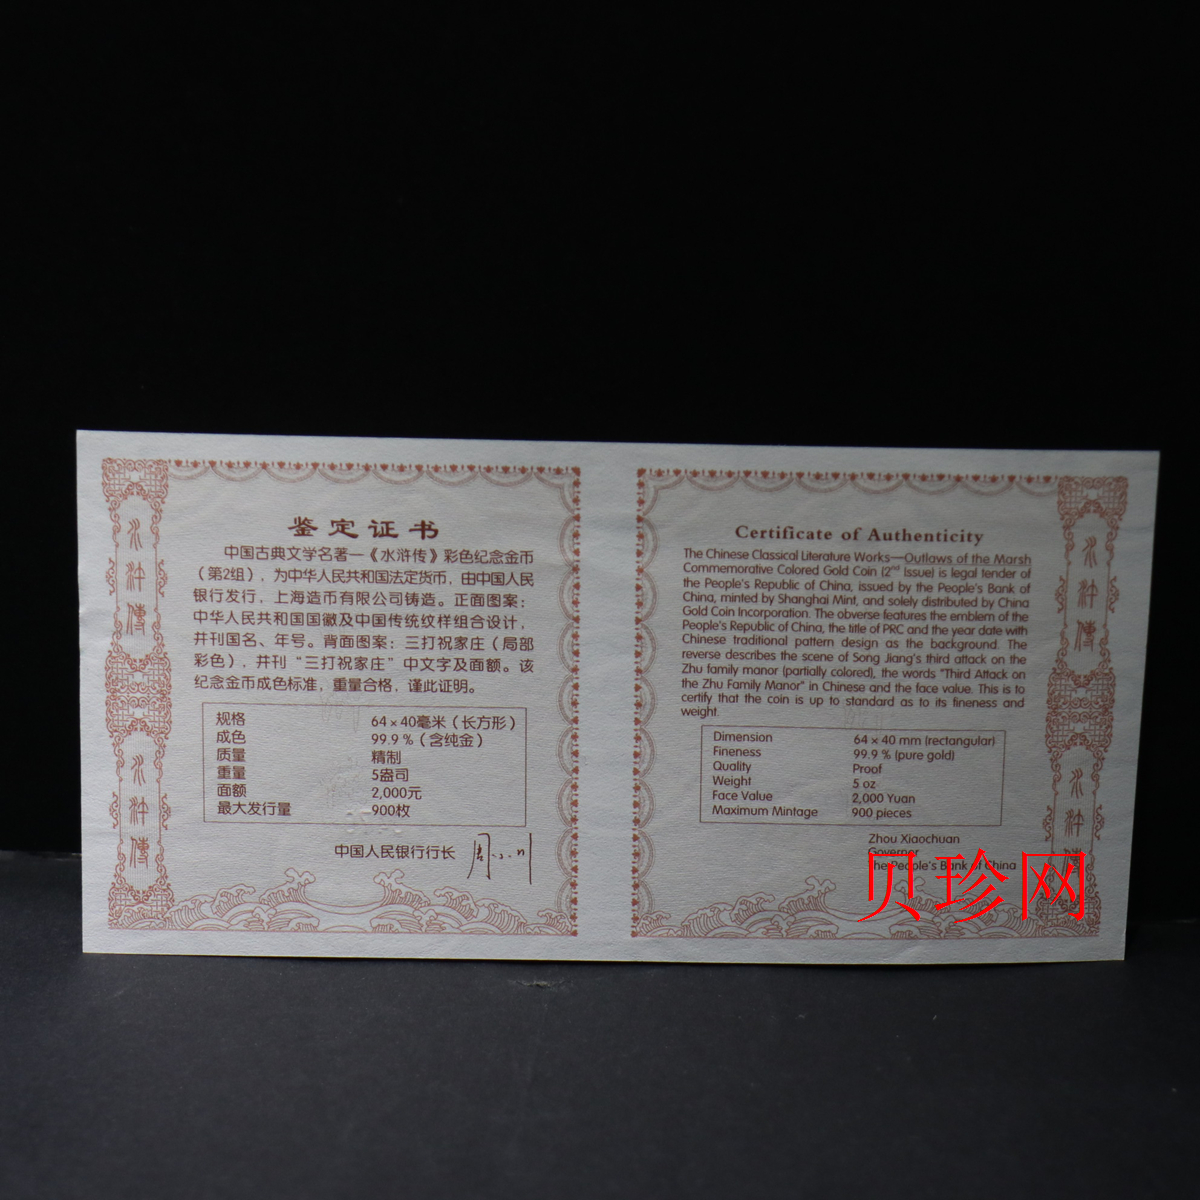 鉴定证书
中国古典文学名著—《水浒传》彩色纪念金币
（第2组），为中华人民共和国法定货币，由中国人民
银行发行，上海造币有限公司铸造。正面图案：
中华人民共和国国徽及中国传统纹样组合设计，
并刊国名、年号。背面图案：三打祝家庄（局部
彩色），并刊“三打祝家庄”中文字及面额。该
纪念金币成色标准，重量合格，谨此证明。
规格 64×40毫米（长方形）
成色 99.9%（含纯金）
质量 精制
重量 5盎司
面额 2,000元
最大发行量 900枚
中国人民银行行长 周小川
水浒傳
水浒傳
Certificate of Authenticity
The Chinese Classical Literature Works—Outlaws of the Marsh
Commemorative Colored Gold Coin (2nd Issue) is legal tender of
the People's Republic of China, issued by the People's Bank of
China, minted by Shanghai Mint, and solely distributed by China
Gold Coin Incorporation. The obverse features the emblem of the
People's Republic of China, the title of PRC and the year date with
Chinese traditional pattern design as the background. The
reverse describes the scene of Song Jiang's third attack on the
Zhu family manor (partially colored), the words "Third Attack on
the Zhu Family Manor" in Chinese and the face value. This is to
certify that the coin is up to standard as to its fineness and
weight.
Dimension 64×40 mm (rectangular)
Fineness 99.9 % (pure gold)
Quality Proof
Weight 5 oz
Face Value 2,000 Yuan
Maximum Mintage 900 pieces
Zhou Xiaochuan
Governor
The People's Bank of China
水浒傳
水浒傳
贝珍网